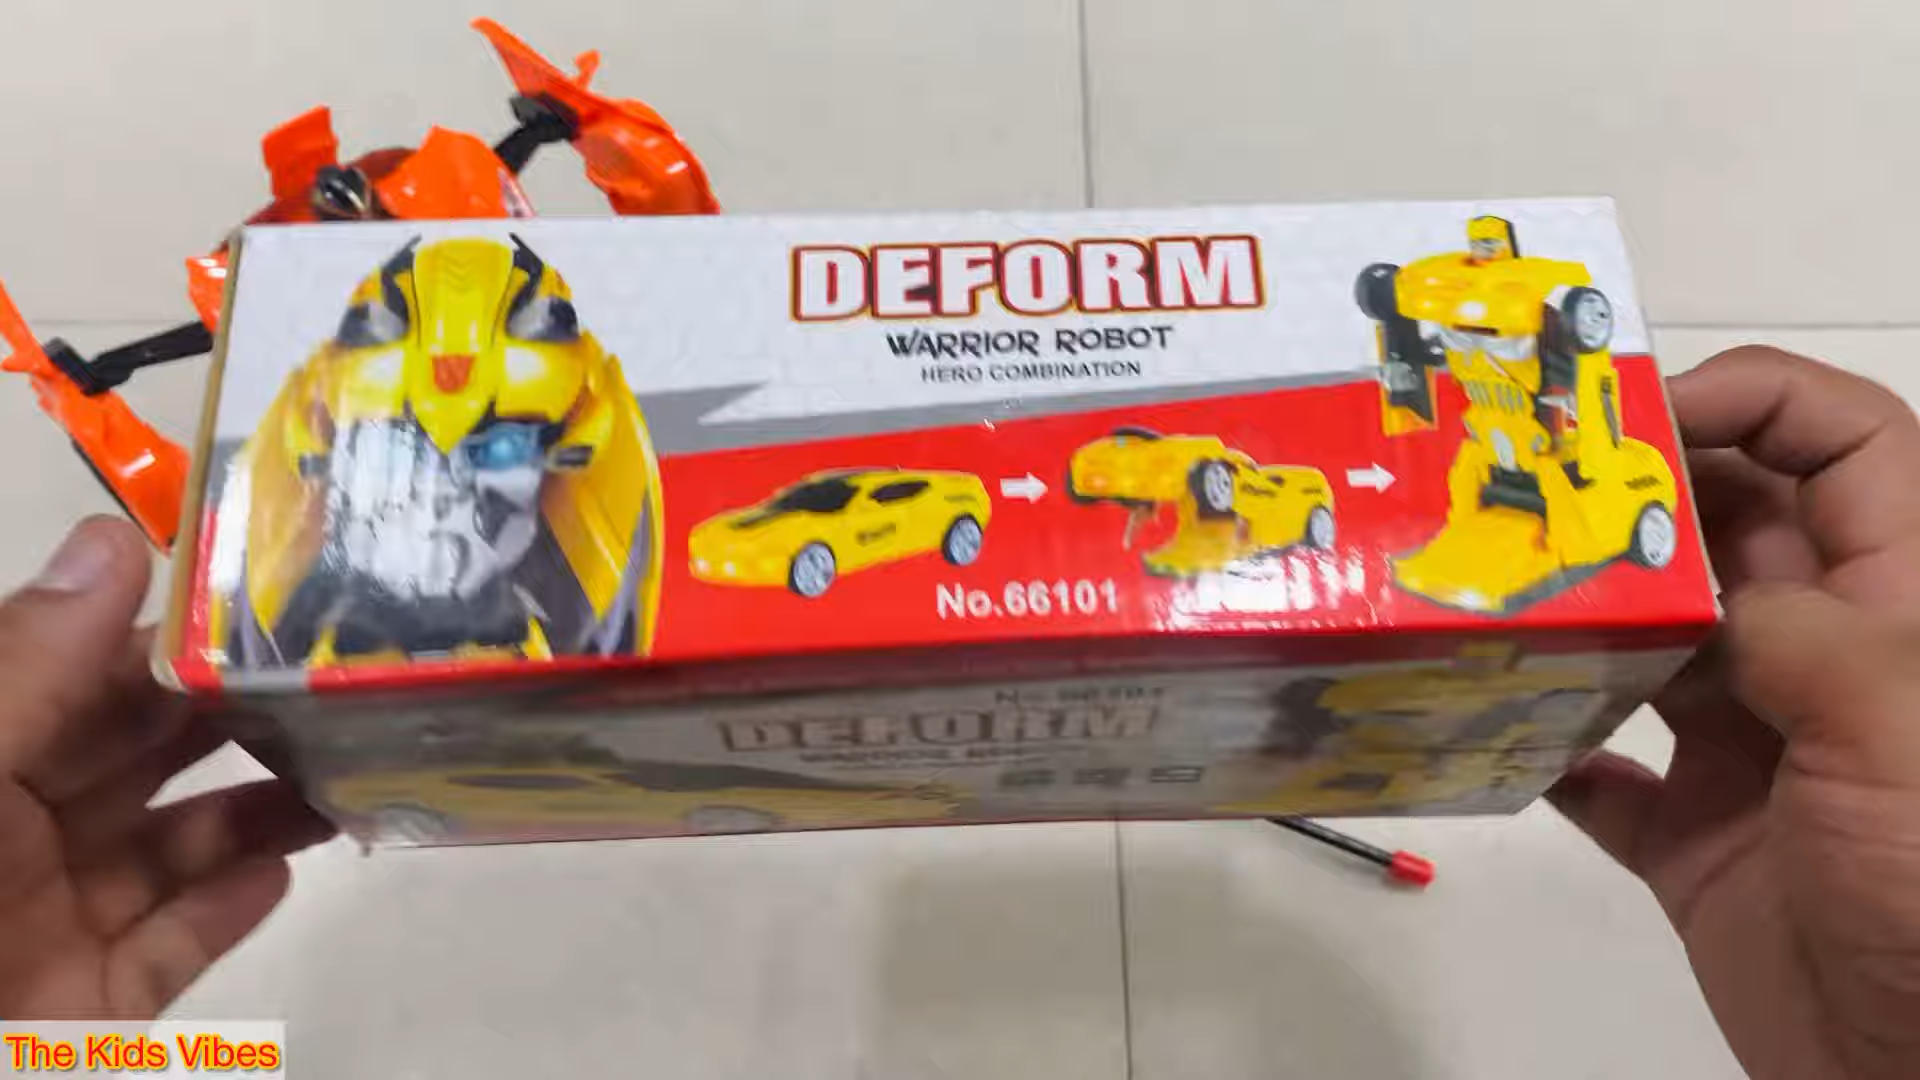 DEFORM
WARRIOR ROBOT
HERO COMBINATION
No.66101
DEFORM
The Kids Vibes